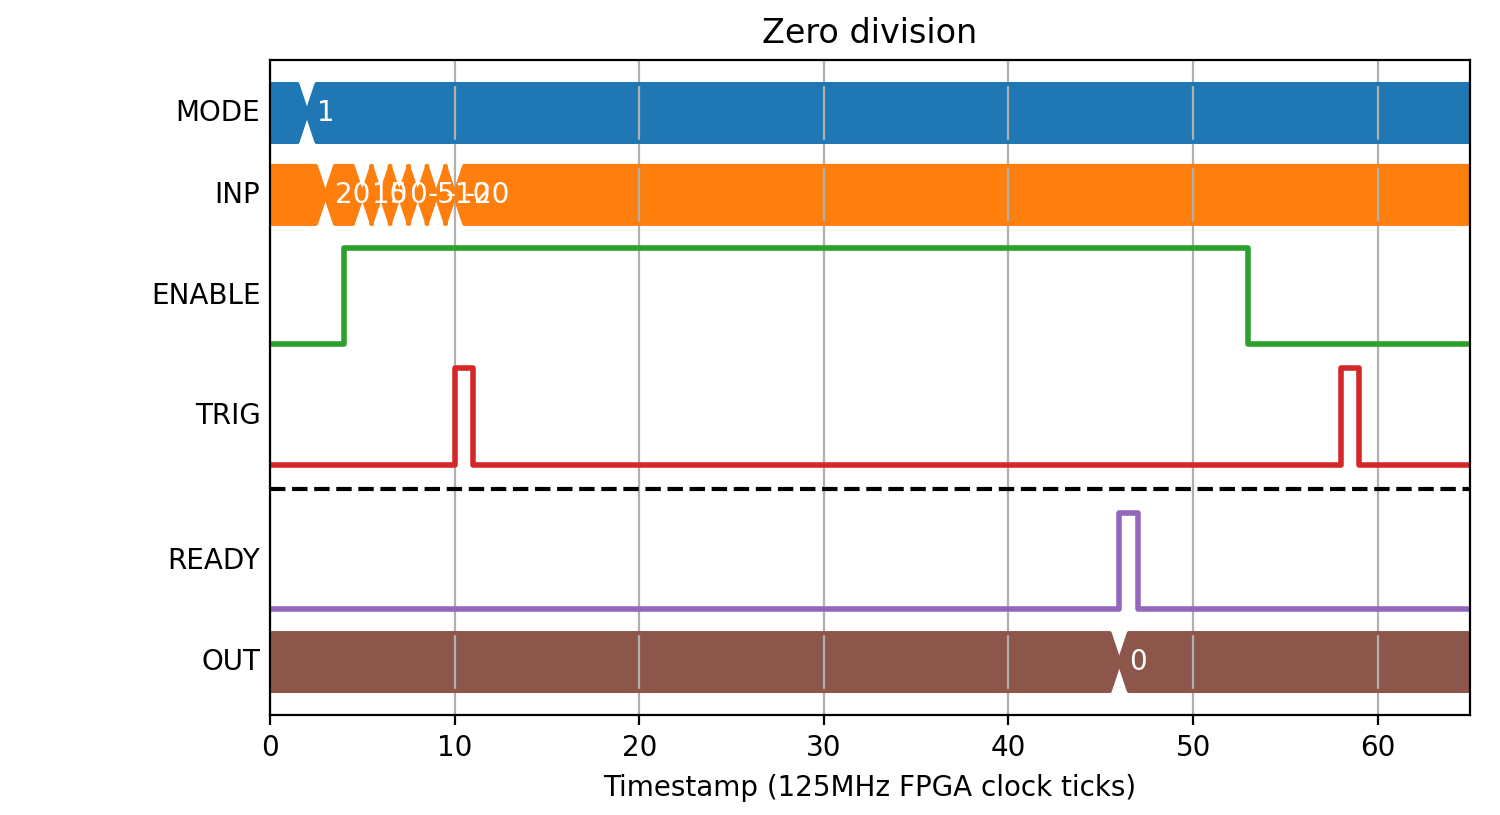 Zero division
MODE
1
INP
20
ENABLE
TRIG
READY
OUT
0
0 10 20 30 40 50 60
Timestamp (125MHz FPGA clock ticks)